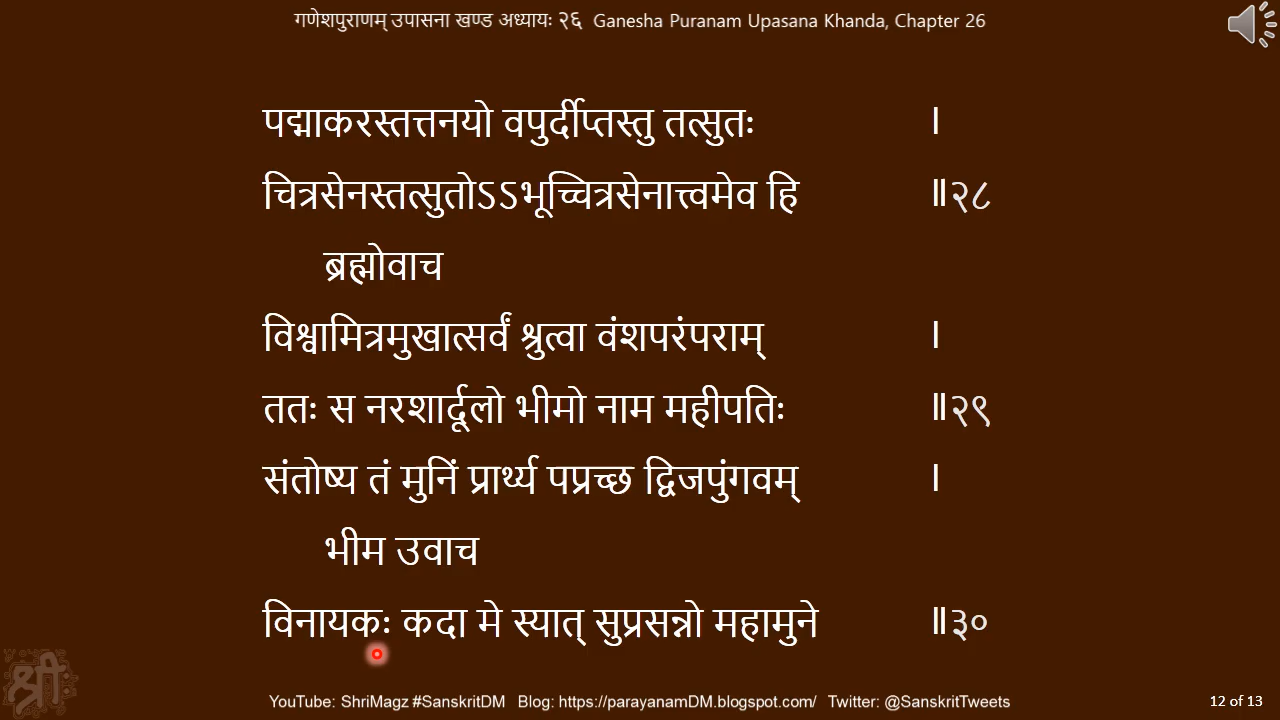 गणेशपुराणम् उपासना खण्ड अध्यायः २६ Ganesha Puranam Upasana Khanda, Chapter 26
पद्माकरस्तत्तनयो वपुर्दीप्तस्तु तत्सुतः ।
चित्रसेनस्तत्सुतोऽऽभूच्चित्रसेनात्त्वमेव हि ॥२८
ब्रह्मोवाच
विश्वामित्रमुखात्सर्वं श्रुत्वा वंशपरंपराम् ।
ततः स नरशार्दूलो भीमो नाम महीपतिः ॥२९
संतोष्य तं मुनिं प्रार्थ्य पप्रच्छ द्विजपुंगवम् ।
भीम उवाच
विनायकः कदा मे स्यात् सुप्रसन्नो महामुने ॥३०
श्री
YouTube: ShriMagz #SanskritDM Blog: https://parayanamDM.blogspot.com/ Twitter: @SanskritTweets
12 of 13